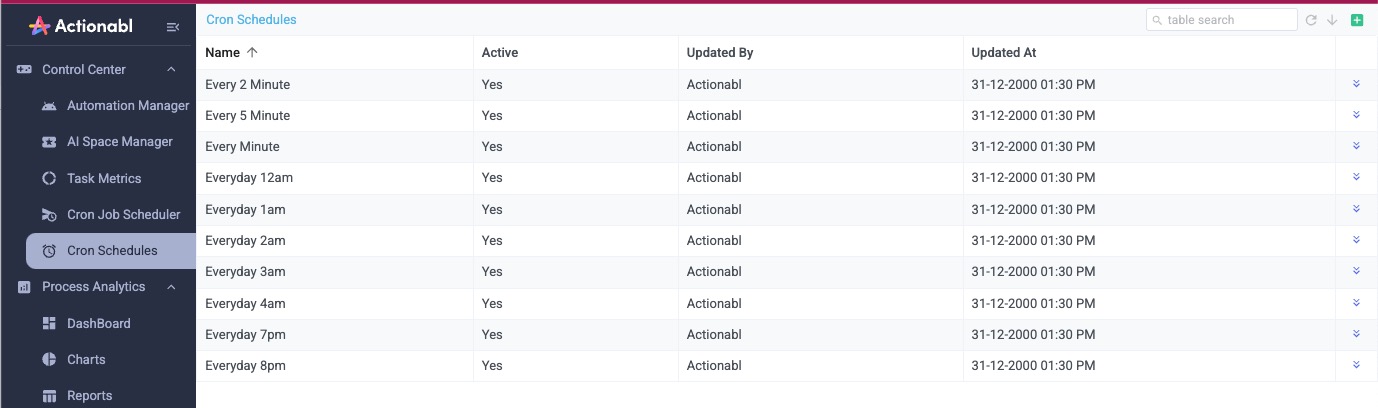 Actionabl
Control Center
Automation Manager
AI Space Manager
Task Metrics
Cron Job Scheduler
Cron Schedules
Process Analytics
DashBoard
Charts
Reports
Cron Schedules
table search
Name Active Updated By Updated At
Every 2 Minute Yes Actionabl 31-12-2000 01:30 PM
Every 5 Minute Yes Actionabl 31-12-2000 01:30 PM
Every Minute Yes Actionabl 31-12-2000 01:30 PM
Everyday 12am Yes Actionabl 31-12-2000 01:30 PM
Everyday 1am Yes Actionabl 31-12-2000 01:30 PM
Everyday 2am Yes Actionabl 31-12-2000 01:30 PM
Everyday 3am Yes Actionabl 31-12-2000 01:30 PM
Everyday 4am Yes Actionabl 31-12-2000 01:30 PM
Everyday 7pm Yes Actionabl 31-12-2000 01:30 PM
Everyday 8pm Yes Actionabl 31-12-2000 01:30 PM